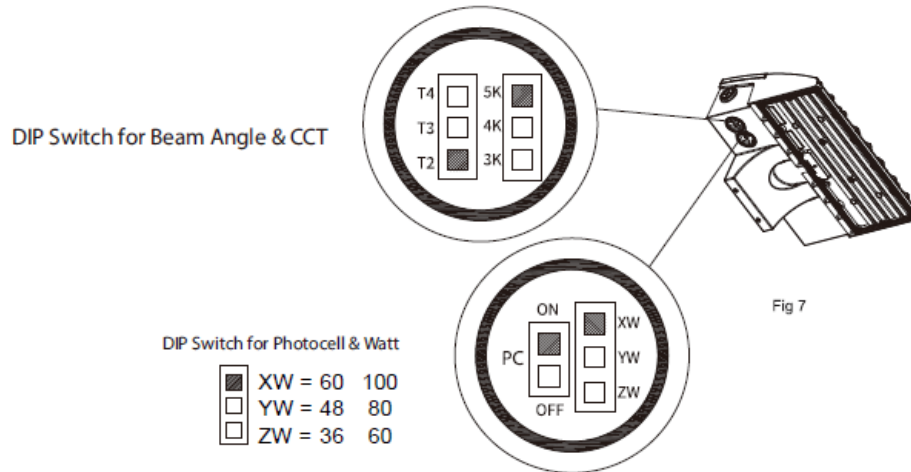 T4 5K
DIP Switch for Beam Angle & CCT
T3 4K
T2 3K
Fig 7
DIP Switch for Photocell & Watt
XW = 60 100
YW = 48 80
ZW = 36 60
ON
XW
PC
YW
ZW
OFF